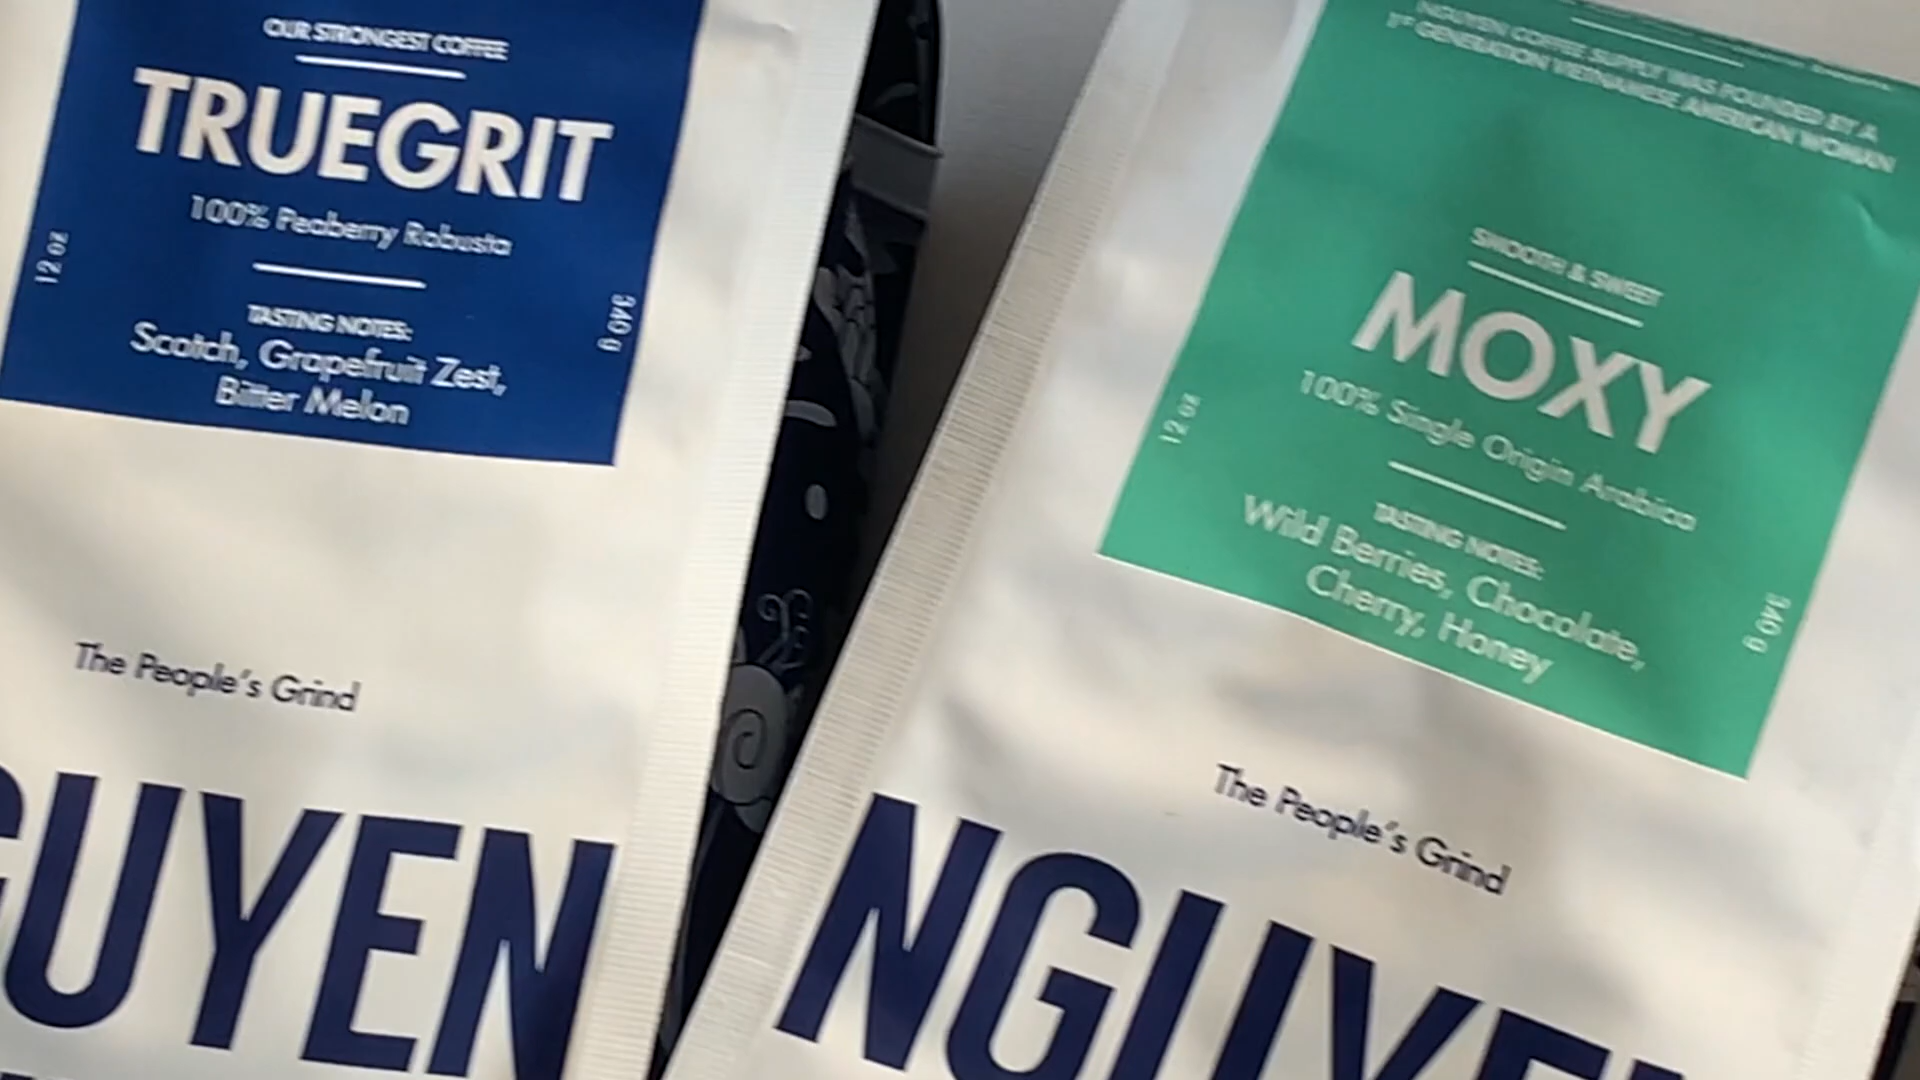 OUR STRONGEST COFFEE
TRUEGRIT
100% Peaberry Robusta
12 oz
340 g
TASTING NOTES:
Scotch, Grapefruit Zest,
Bitter Melon
The People's Grind
GUYEN
NGUYEN COFFEE SUPPLY WAS FOUNDED BY A
1ST GENERATION VIETNAMESE AMERICAN WOMAN
SMOOTH & SWEET
MOXY
100% Single Origin Arabica
12 oz
340 g
TASTING NOTES:
Wild Berries, Chocolate,
Cherry, Honey
The People's Grind
NGUYEN